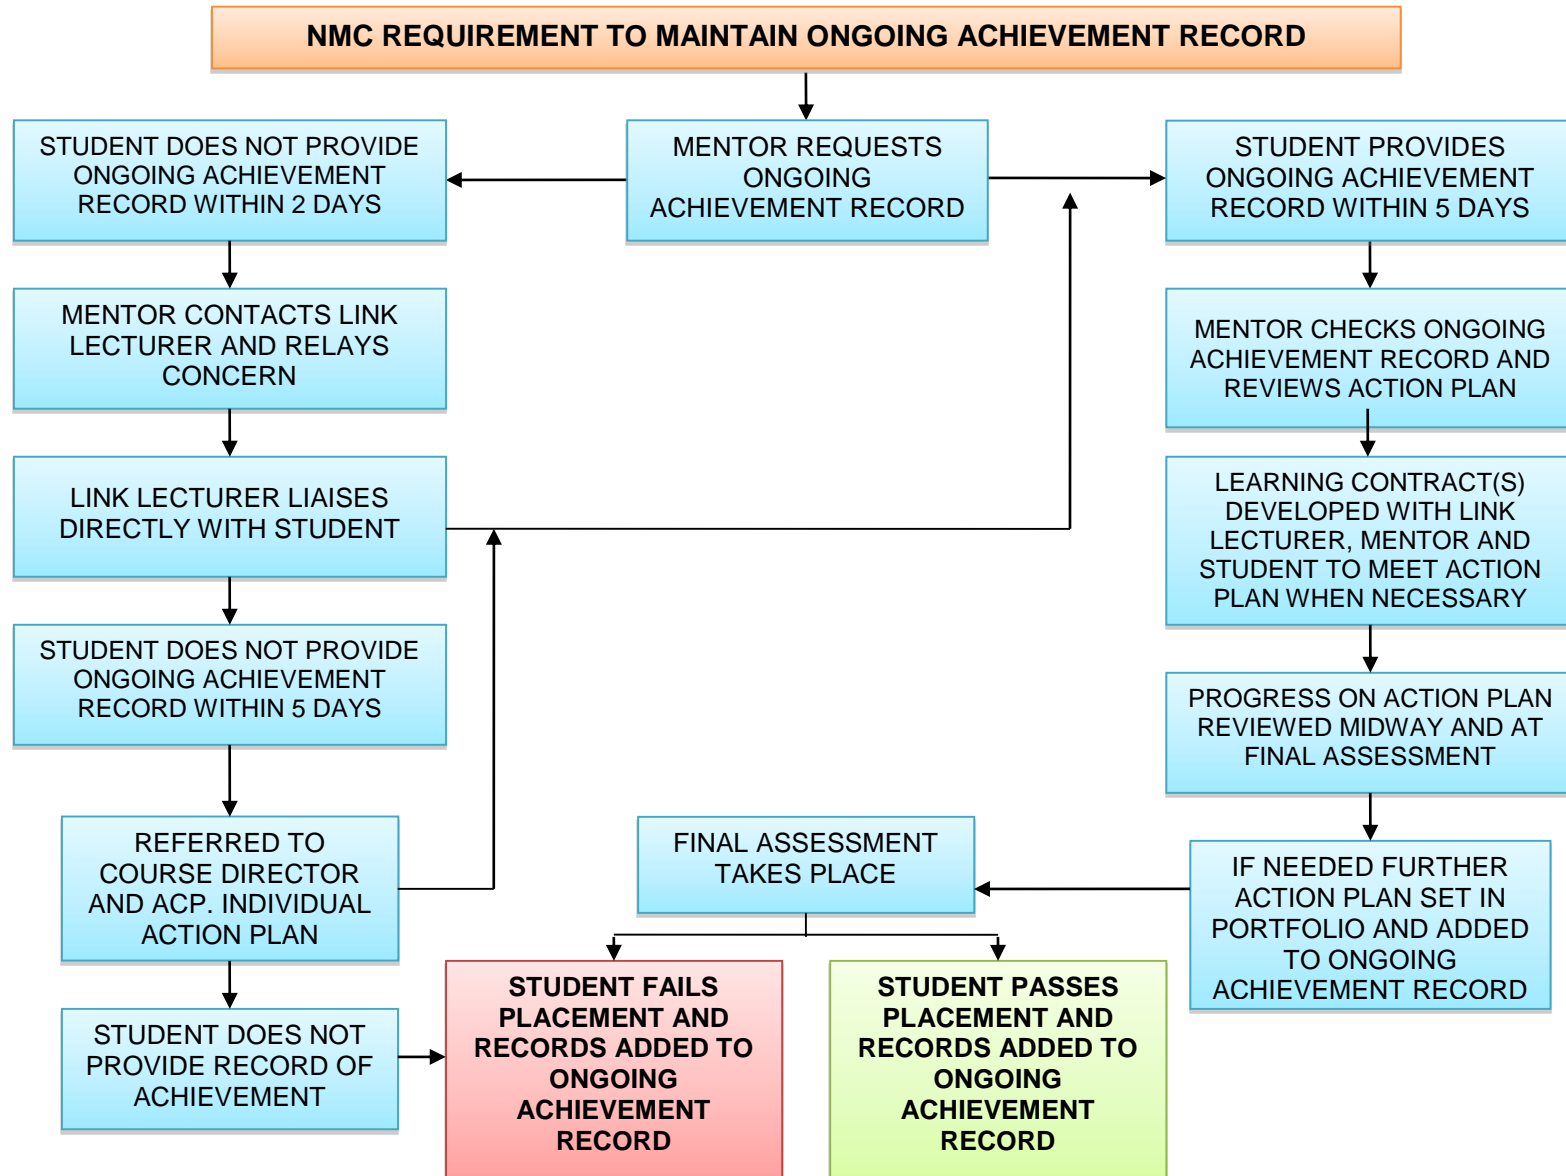 NMC REQUIREMENT TO MAINTAIN ONGOING ACHIEVEMENT RECORD
STUDENT DOES NOT PROVIDE
ONGOING ACHIEVEMENT
RECORD WITHIN 2 DAYS
MENTOR REQUESTS
ONGOING
ACHIEVEMENT RECORD
STUDENT PROVIDES
ONGOING ACHIEVEMENT
RECORD WITHIN 5 DAYS
MENTOR CONTACTS LINK
LECTURER AND RELAYS
CONCERN
MENTOR CHECKS ONGOING
ACHIEVEMENT RECORD AND
REVIEWS ACTION PLAN
LINK LECTURER LIAISES
DIRECTLY WITH STUDENT
LEARNING CONTRACT(S)
DEVELOPED WITH LINK
LECTURER, MENTOR AND
STUDENT TO MEET ACTION
PLAN WHEN NECESSARY
STUDENT DOES NOT PROVIDE
ONGOING ACHIEVEMENT
RECORD WITHIN 5 DAYS
PROGRESS ON ACTION PLAN
REVIEWED MIDWAY AND AT
FINAL ASSESSMENT
REFERRED TO
COURSE DIRECTOR
AND ACP. INDIVIDUAL
ACTION PLAN
FINAL ASSESSMENT
TAKES PLACE
IF NEEDED FURTHER
ACTION PLAN SET IN
PORTFOLIO AND ADDED
TO ONGOING
ACHIEVEMENT RECORD
STUDENT DOES NOT
PROVIDE RECORD OF
ACHIEVEMENT
STUDENT FAILS
PLACEMENT AND
RECORDS ADDED TO
ONGOING
ACHIEVEMENT
RECORD
STUDENT PASSES
PLACEMENT AND
RECORDS ADDED TO
ONGOING
ACHIEVEMENT
RECORD